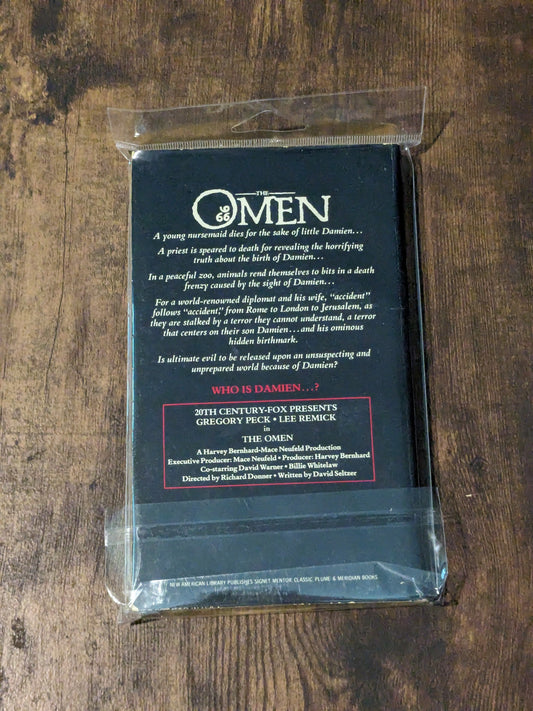 THE
OMEN
666
A young nursemaid dies for the sake of little Damien...
A priest is speared to death for revealing the horrifying
truth about the birth of Damien...
In a peaceful zoo, animals rend themselves to bits in a death
frenzy caused by the sight of Damien...
For a world-renowned diplomat and his wife, “accident”
follows “accident,” from Rome to London to Jerusalem, as
they are stalked by a terror they cannot understand, a terror
that centers on their son Damien...and his ominous
hidden birthmark.
Is ultimate evil to be released upon an unsuspecting and
unprepared world because of Damien?
WHO IS DAMIEN...?
20TH CENTURY-FOX PRESENTS
GREGORY PECK • LEE REMICK
in
THE OMEN
A Harvey Bernhard-Mace Neufeld Production
Executive Producer: Mace Neufeld • Producer: Harvey Bernhard
Co-starring David Warner • Billie Whitelaw
Directed by Richard Donner • Written by David Seltzer
NEW AMERICAN LIBRARY PUBLISHES SIGNET, MENTOR, CLASSIC, PLUME & MERIDIAN BOOKS